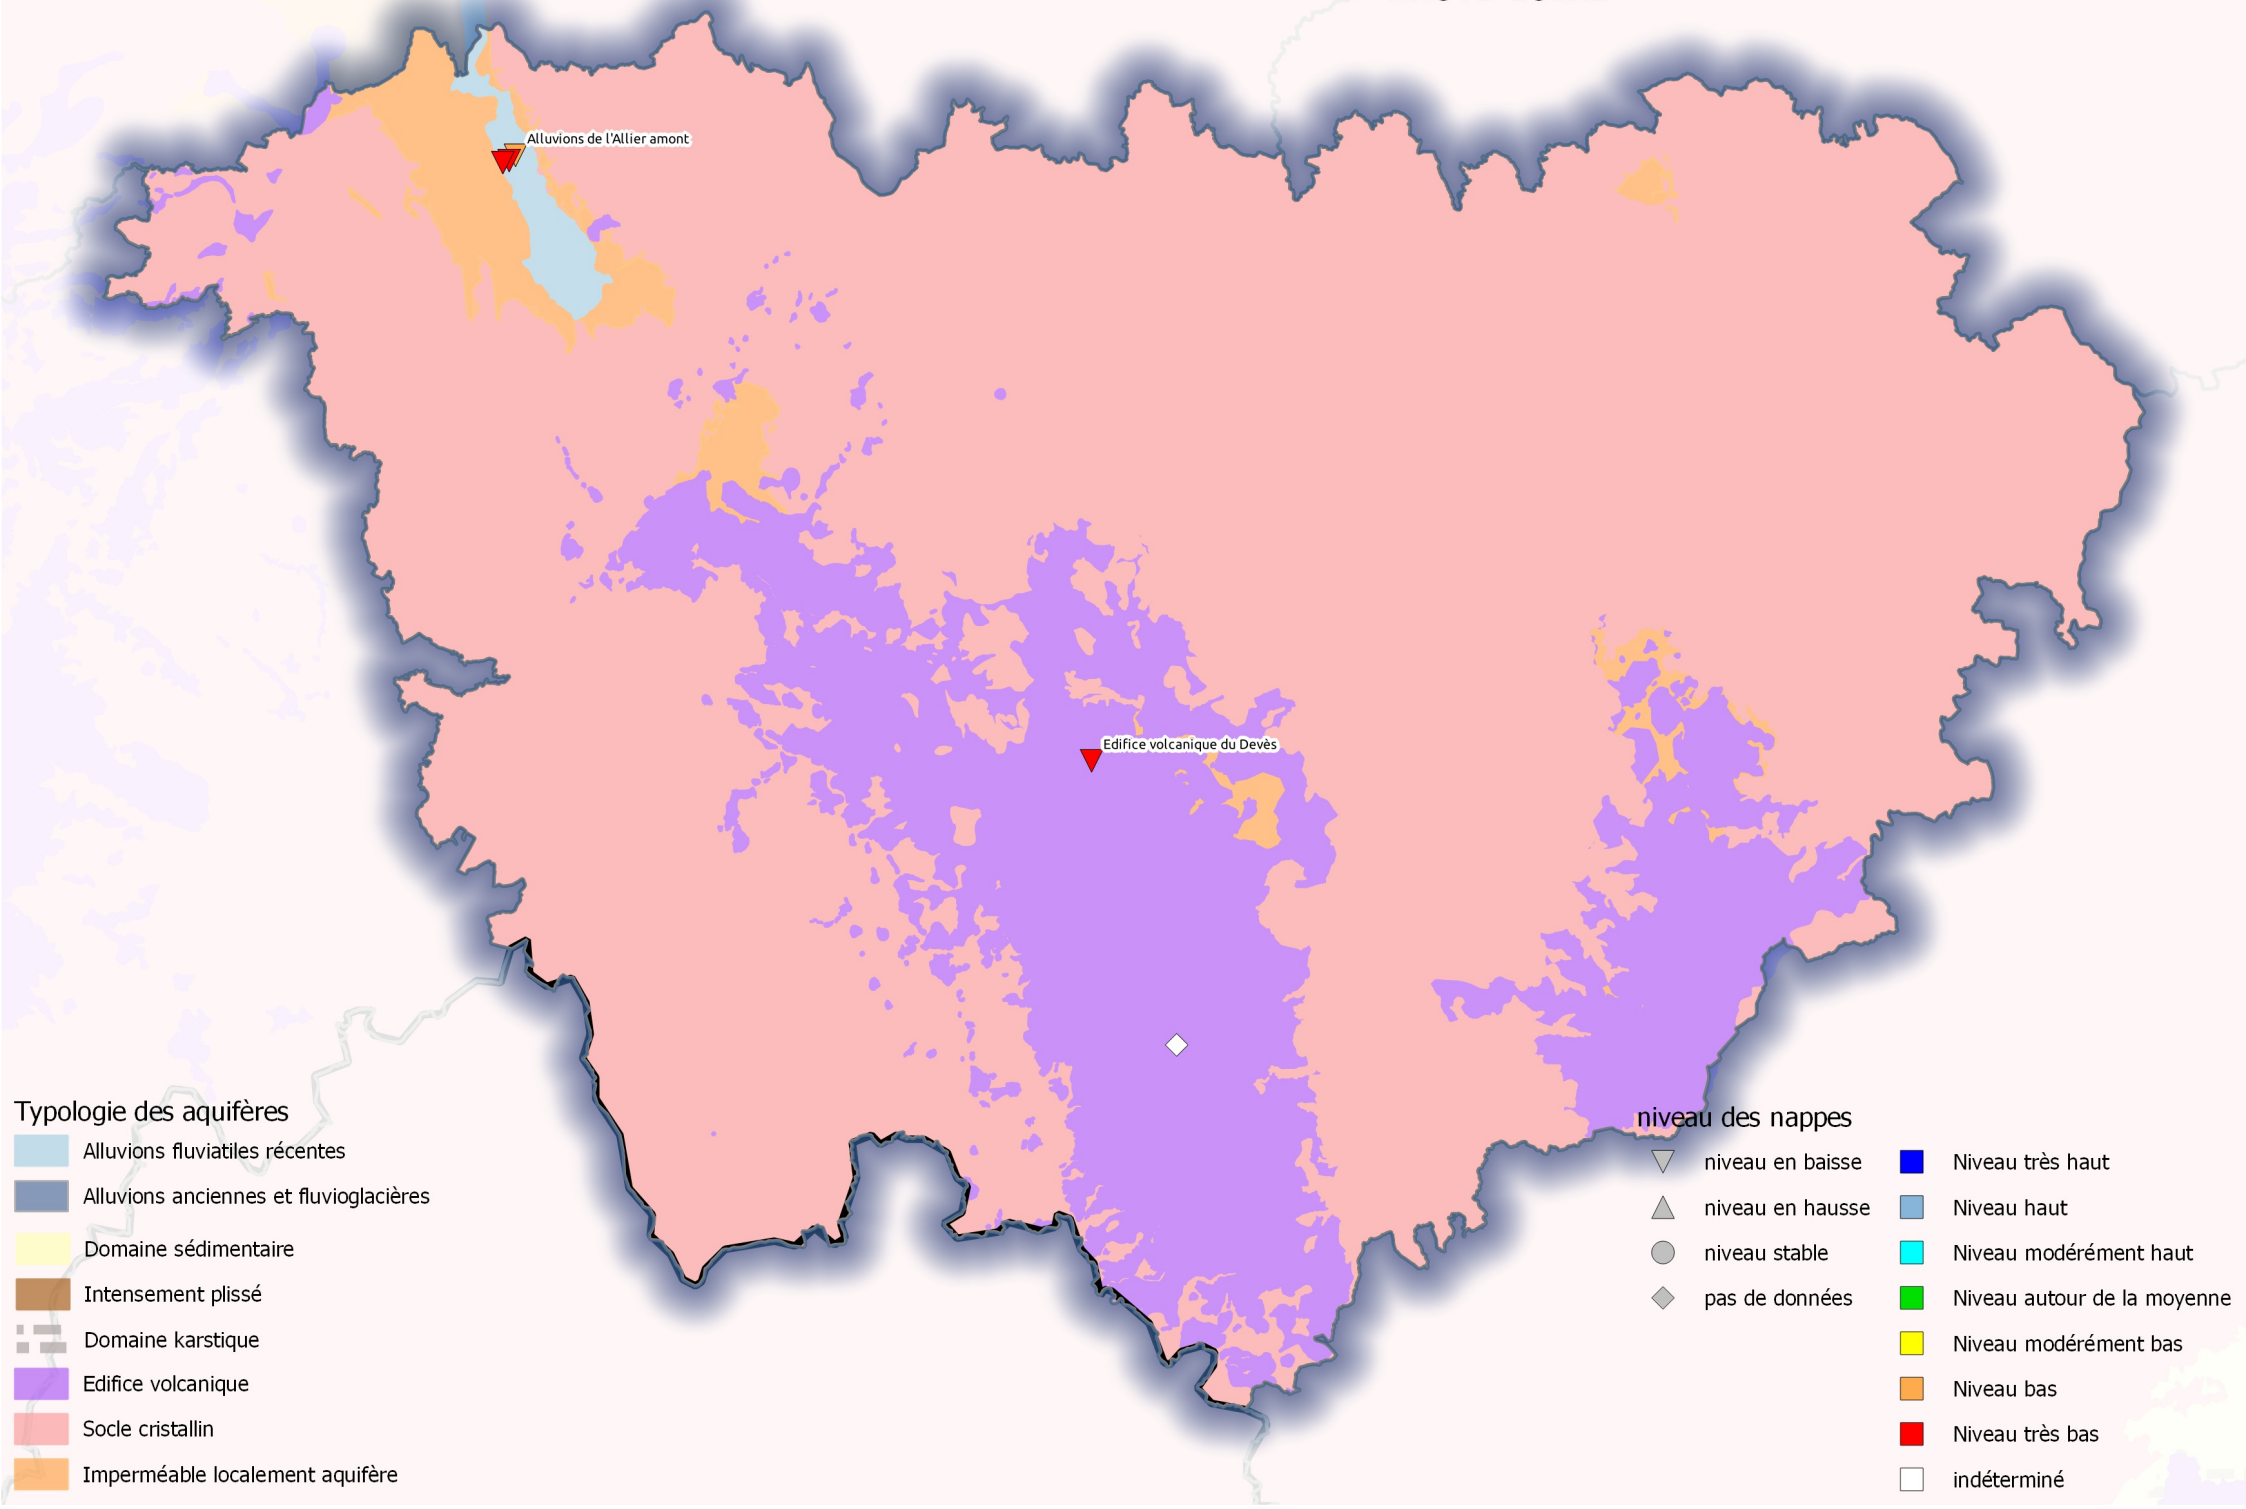 Alluvions de l'Allier amont
Edifice volcanique du Devès
Typologie des aquifères
Alluvions fluviatiles récentes
Alluvions anciennes et fluvioglacières
Domaine sédimentaire
Intensement plissé
Domaine karstique
Edifice volcanique
Socle cristallin
Imperméable localement aquifère
niveau des nappes
niveau en baisse
niveau en hausse
niveau stable
pas de données
Niveau très haut
Niveau haut
Niveau modérément haut
Niveau autour de la moyenne
Niveau modérément bas
Niveau bas
Niveau très bas
indéterminé